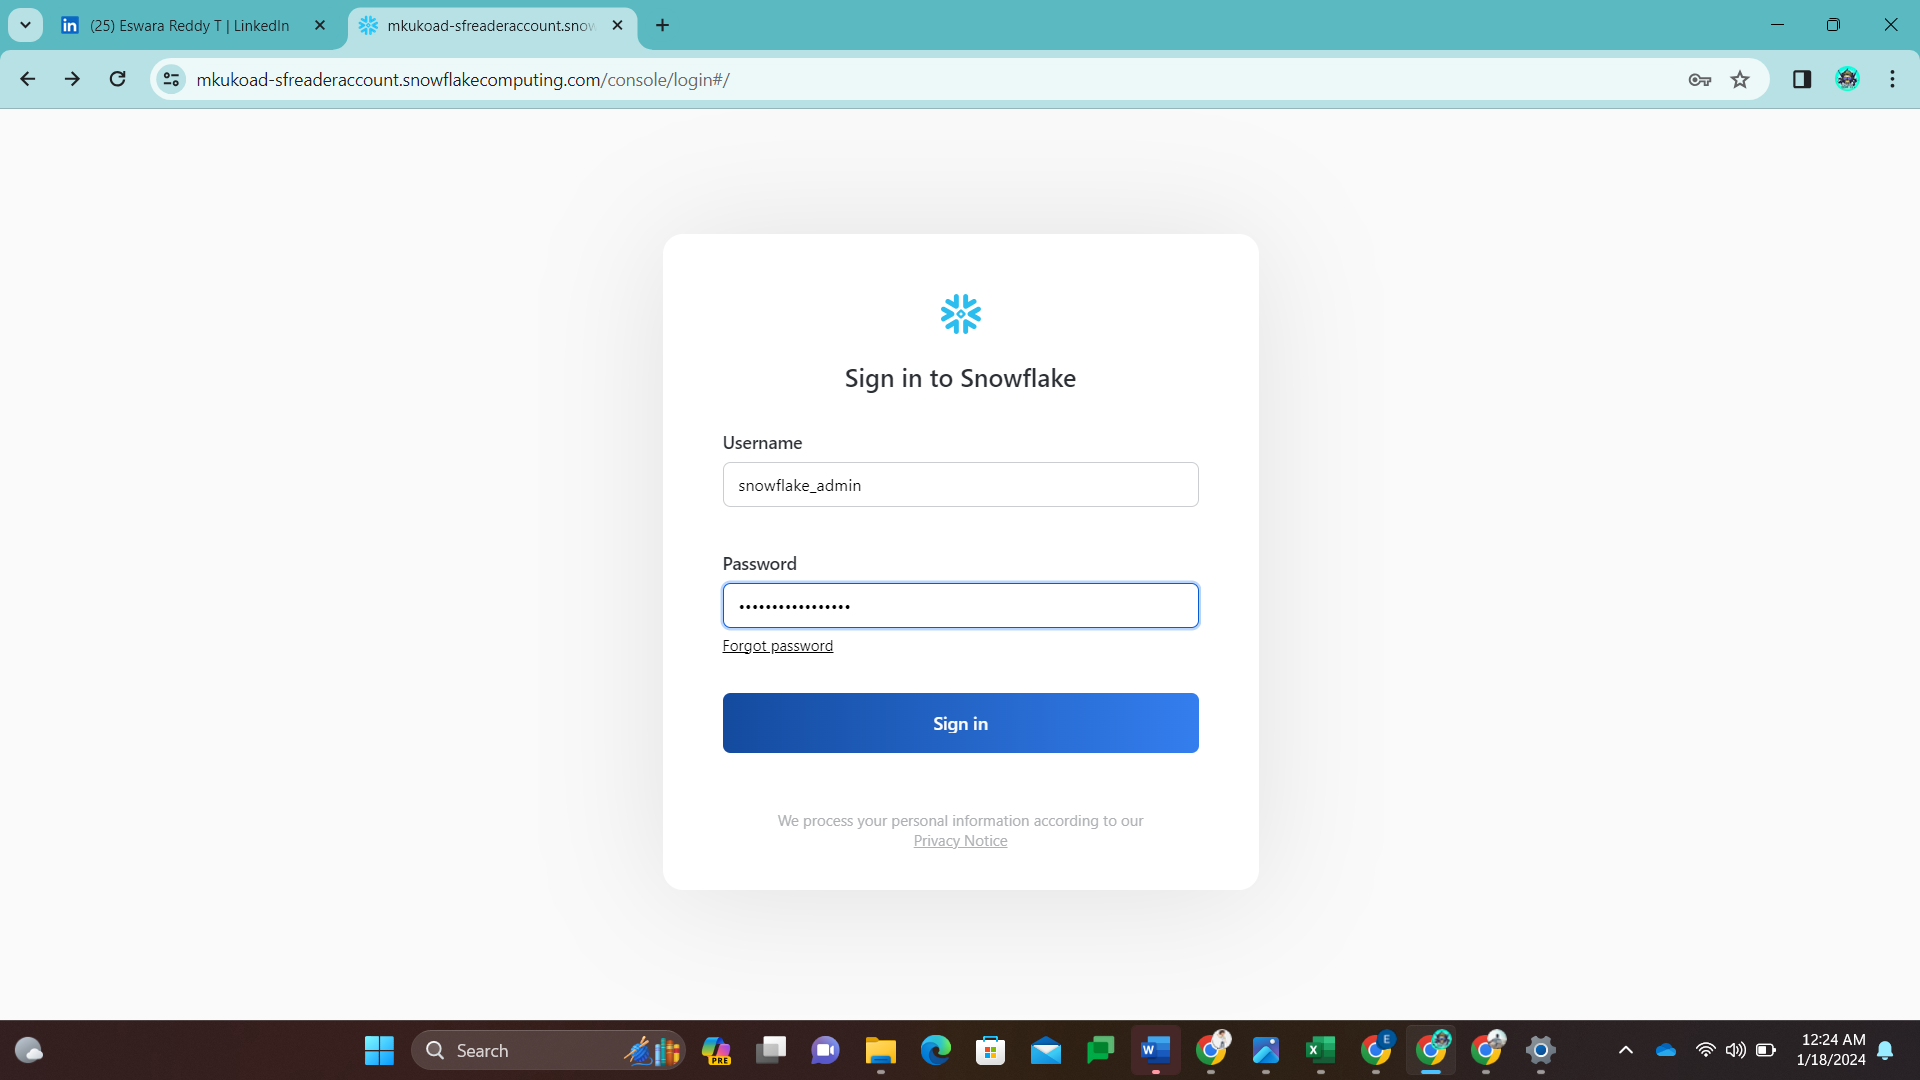 (25) Eswara Reddy T | LinkedIn
mkukoad-sfreaderaccount.snow
mkukoad-sfreaderaccount.snowflakecomputing.com/console/login#/
Sign in to Snowflake
Username
snowflake_admin
Password
•••••••••••••••••
Forgot password
Sign in
We process your personal information according to our
Privacy Notice
Search
PRE
W
X
E
12:24 AM
1/18/2024